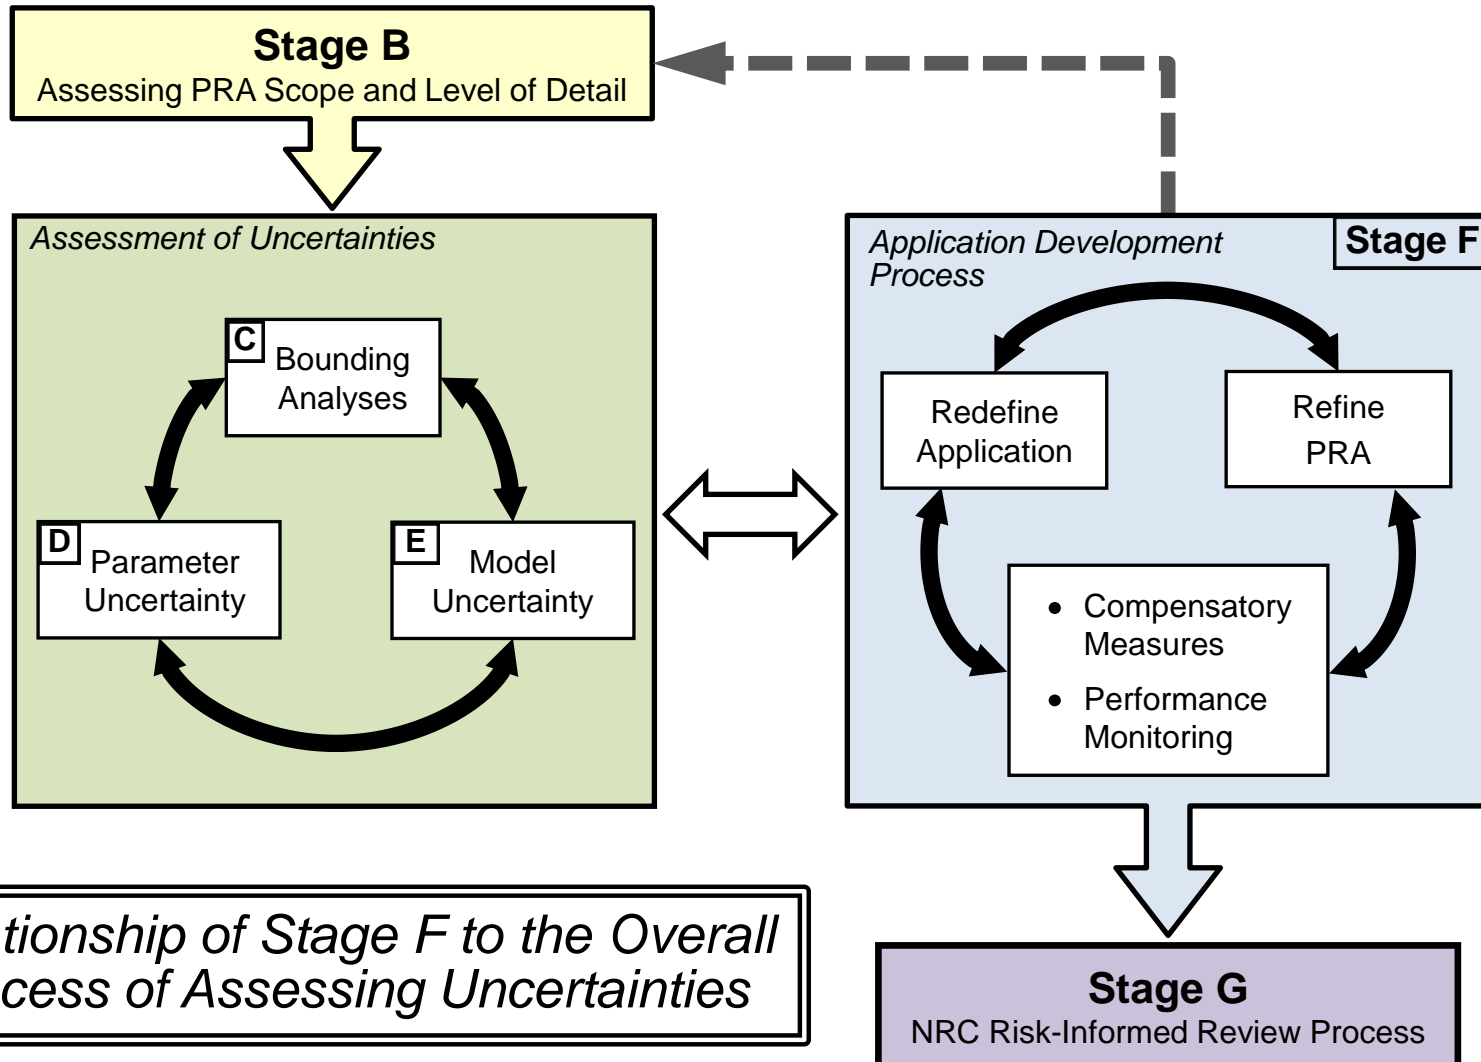 Stage B
Assessing PRA Scope and Level of Detail
Assessment of Uncertainties
C
Bounding
Analyses
D
Parameter
Uncertainty
E
Model
Uncertainty
Application Development
Process
Stage F
Redefine
Application
Refine
PRA
• Compensatory
Measures
• Performance
Monitoring
tionship of Stage F to the Overall
cess of Assessing Uncertainties
Stage G
NRC Risk-Informed Review Process